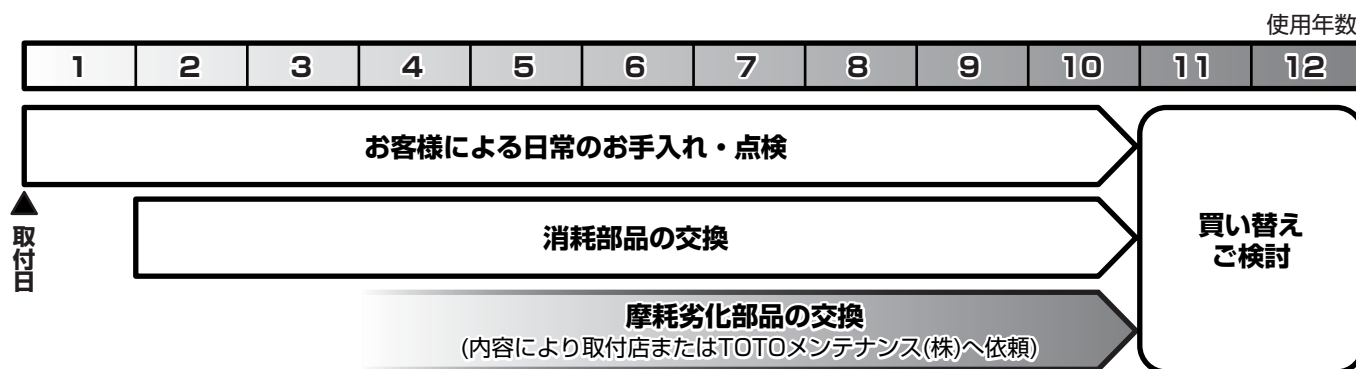 使用年数
1 2 3 4 5 6 7 8 9 10 11 12
お客様による日常のお手入れ・点検
▲
取付日
消耗部品の交換
摩耗劣化部品の交換
(内容により取付店またはTOTOメンテナンス(株)へ依頼)
買い替え
ご検討